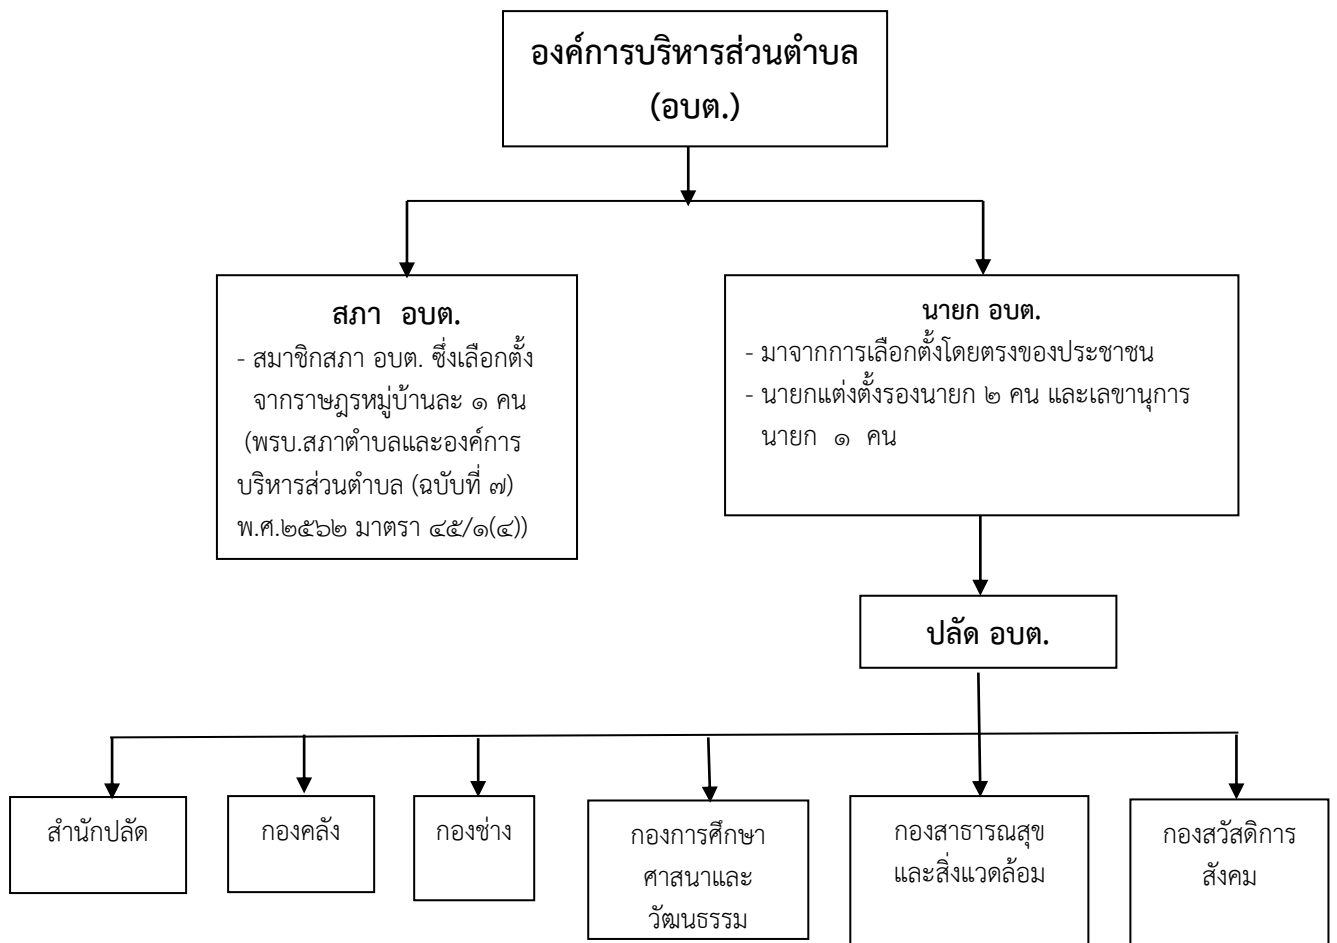 องค์การบริหารส่วนตำบล
(อบต.)
สภา อบต.
- สมาชิกสภา อบต. ซึ่งเลือกตั้ง
จากราษฎรหมู่บ้านละ ๑ คน
(พรบ.สภาตำบลและองค์การ
บริหารส่วนตำบล (ฉบับที่ ๗)
พ.ศ.๒๕๖๒ มาตรา ๔๕/๑(๔))
นายก อบต.
- มาจากการเลือกตั้งโดยตรงของประชาชน
- นายกแต่งตั้งรองนายก ๒ คน และเลขานุการ
นายก ๑ คน
ปลัด อบต.
สำนักปลัด
กองคลัง
กองช่าง
กองการศึกษา
ศาสนาและ
วัฒนธรรม
กองสาธารณสุข
และสิ่งแวดล้อม
กองสวัสดิการ
สังคม